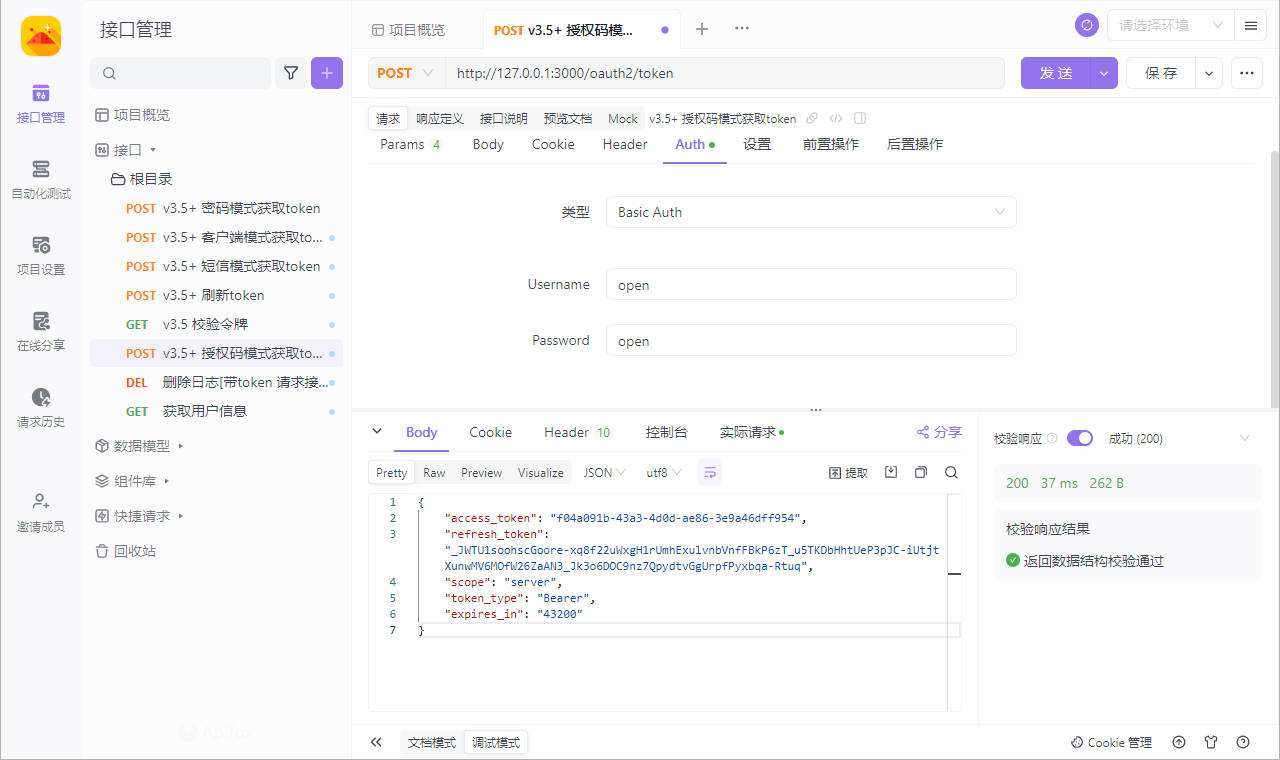 接口管理
自动化测试
项目设置
在线分享
请求历史
邀请成员
接口管理
项目概览
接口
根目录
POST v3.5+ 密码模式获取token
POST v3.5+ 客户端模式获取to...
POST v3.5+ 短信模式获取token
POST v3.5+ 刷新token
GET v3.5 校验令牌
POST v3.5+ 授权码模式获取to...
DEL 删除日志[带token 请求接...
GET 获取用户信息
数据模型
组件库
快捷请求
回收站
Apifox
项目概览 POST v3.5+ 授权码模... 请选择环境
POST http://127.0.0.1:3000/oauth2/token 发 送 保 存
请求 响应定义 接口说明 预览文档 Mock v3.5+ 授权码模式获取token
Params 4 Body Cookie Header Auth 设置 前置操作 后置操作
类型 Basic Auth
Username open
Password open
Body Cookie Header 10 控制台 实际请求 分享
Pretty Raw Preview Visualize JSON utf8 提取
1 {
2 "access_token": "f04a091b-43a3-4d0d-ae86-3e9a46dff954",
3 "refresh_token":
"_JWTU1soohscGoore-xq8f22uWxgH1rUmhExulvnbVnfFBkP6zT_u5TKDbHhtUeP3pJC-iUtjt
XunwMV6MOfW26ZaAN3_Jk3o6DOC9nz7QpydtvGgUrpfPyxbqa-Rtuq",
4 "scope": "server",
5 "token_type": "Bearer",
6 "expires_in": "43200"
7 }
校验响应 成功 (200)
200 37 ms 262 B
校验响应结果
返回数据结构校验通过
文档模式 调试模式 Cookie 管理